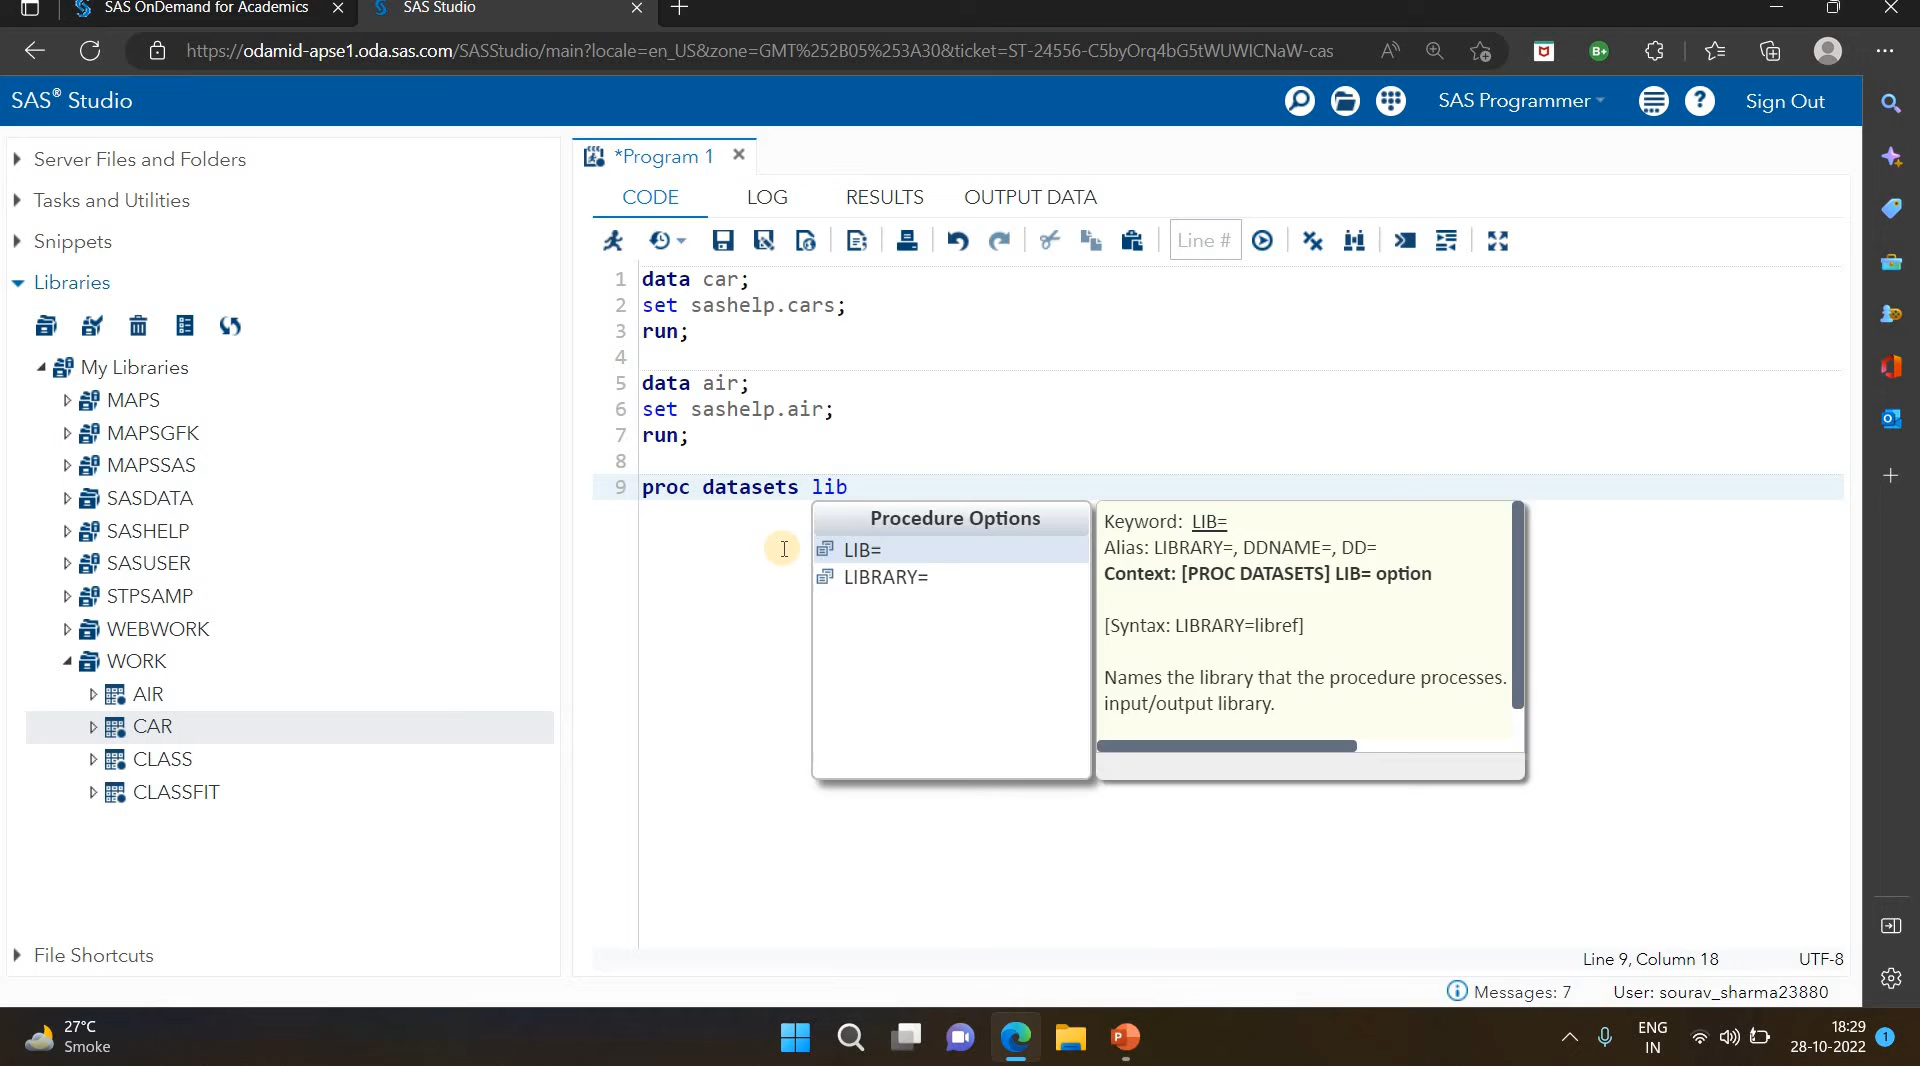 SAS OnDemand for Academics
SAS Studio
https://odamid-apse1.oda.sas.com/SASStudio/main?locale=en_US&zone=GMT%252B05%253A30&ticket=ST-24556-C5byOrq4bG5tWUWICNaW-cas
SAS® Studio
SAS Programmer
Sign Out
Server Files and Folders
Tasks and Utilities
Snippets
Libraries
My Libraries
MAPS
MAPSGFK
MAPSSAS
SASDATA
SASHELP
SASUSER
STPSAMP
WEBWORK
WORK
AIR
CAR
CLASS
CLASSFIT
File Shortcuts
*Program 1
CODE LOG RESULTS OUTPUT DATA
Line #
1 data car;
2 set sashelp.cars;
3 run;
4
5 data air;
6 set sashelp.air;
7 run;
8
9 proc datasets lib
Procedure Options
LIB=
LIBRARY=
Keyword: LIB=
Alias: LIBRARY=, DDNAME=, DD=
Context: [PROC DATASETS] LIB= option
[Syntax: LIBRARY=libref]
Names the library that the procedure processes.
input/output library.
Line 9, Column 18
UTF-8
Messages: 7
User: sourav_sharma23880
27°C
Smoke
ENG
IN
18:29
28-10-2022
1